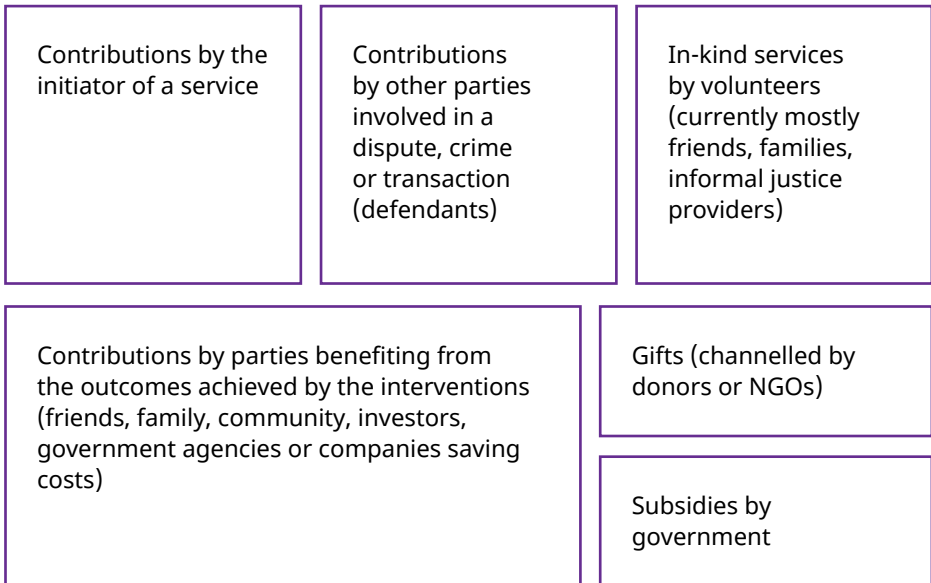 Contributions by the
initiator of a service
Contributions
by other parties
involved in a
dispute, crime
or transaction
(defendants)
In-kind services
by volunteers
(currently mostly
friends, families,
informal justice
providers)
Contributions by parties benefiting from
the outcomes achieved by the interventions
(friends, family, community, investors,
government agencies or companies saving
costs)
Gifts (channelled by
donors or NGOs)
Subsidies by
government